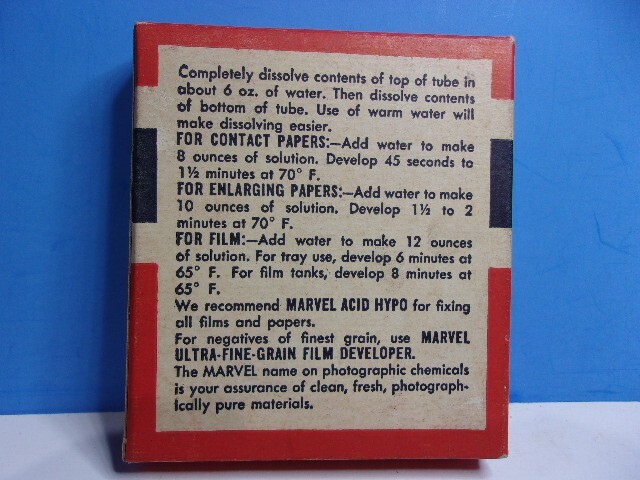 Completely dissolve contents of top of tube in
about 6 oz. of water. Then dissolve contents
of bottom of tube. Use of warm water will
make dissolving easier.
FOR CONTACT PAPERS:—Add water to make
8 ounces of solution. Develop 45 seconds to
1½ minutes at 70° F.
FOR ENLARGING PAPERS:—Add water to make
10 ounces of solution. Develop 1½ to 2
minutes at 70° F.
FOR FILM:—Add water to make 12 ounces
of solution. For tray use, develop 6 minutes at
65° F. For film tanks, develop 8 minutes at
65° F.
We recommend MARVEL ACID HYPO for fixing
all films and papers.
For negatives of finest grain, use MARVEL
ULTRA-FINE-GRAIN FILM DEVELOPER.
The MARVEL name on photographic chemicals
is your assurance of clean, fresh, photograph-
ically pure materials.